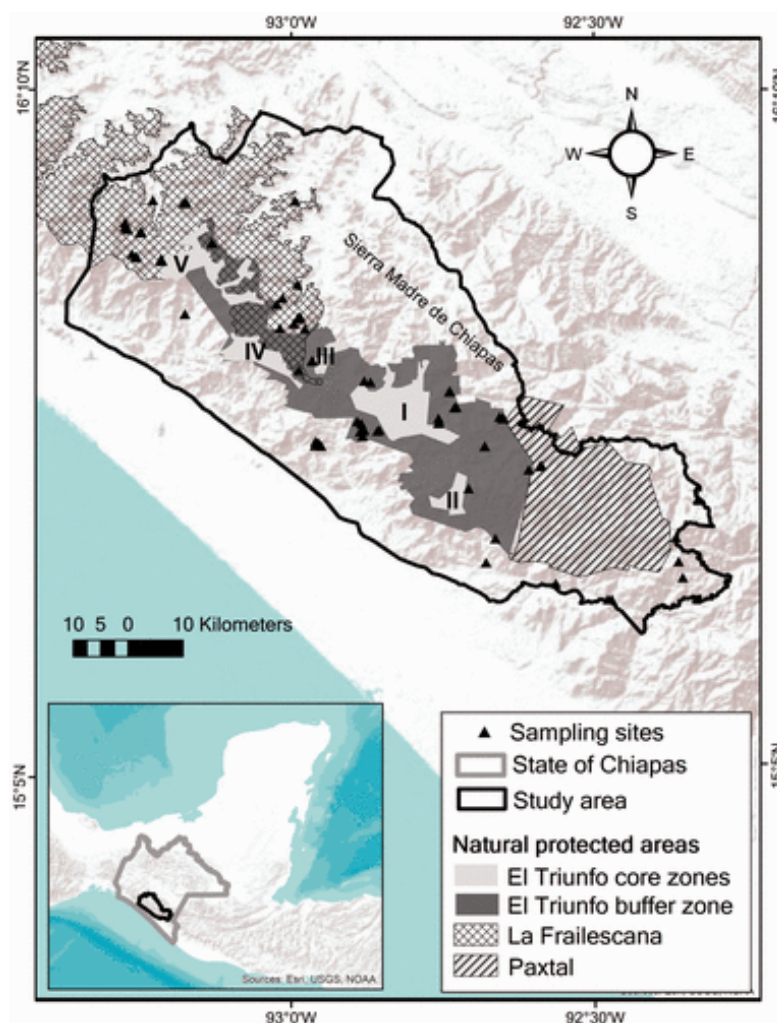 93°0'W
92°30'W
16°10'N
N
W
E
S
Sierra Madre de Chiapas
V
IV
III
I
II
10 5 0 10 Kilometers
15°5'N
15°5'N
Sampling sites
State of Chiapas
Study area
Natural protected areas
El Triunfo core zones
El Triunfo buffer zone
La Frailescana
Paxtal
Sources: Esri, USGS, NOAA
93°0'W
92°30'W